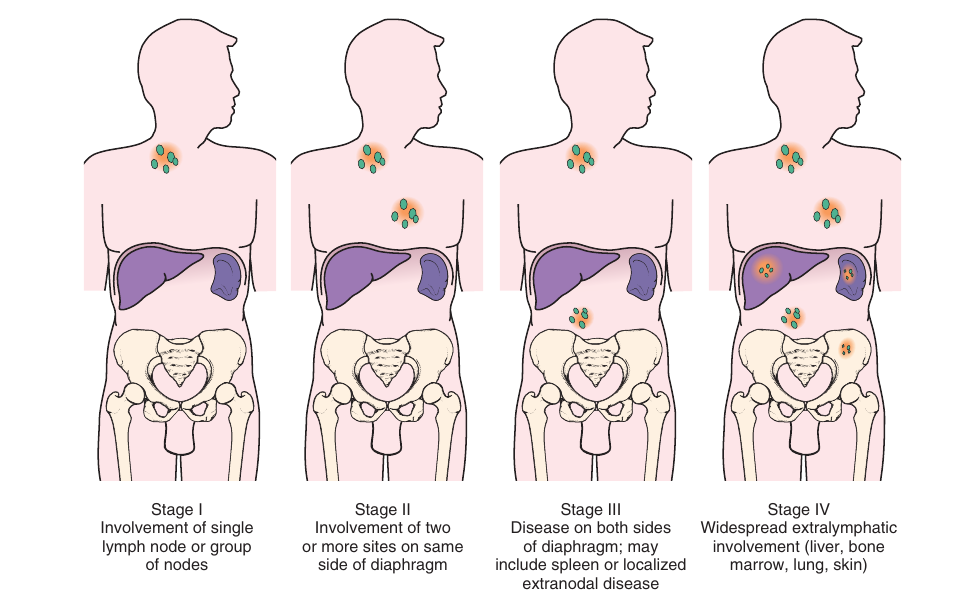 Stage I
Involvement of single
lymph node or group
of nodes
Stage II
Involvement of two
or more sites on same
side of diaphragm
Stage III
Disease on both sides
of diaphragm; may
include spleen or localized
extranodal disease
Stage IV
Widespread extralymphatic
involvement (liver, bone
marrow, lung, skin)